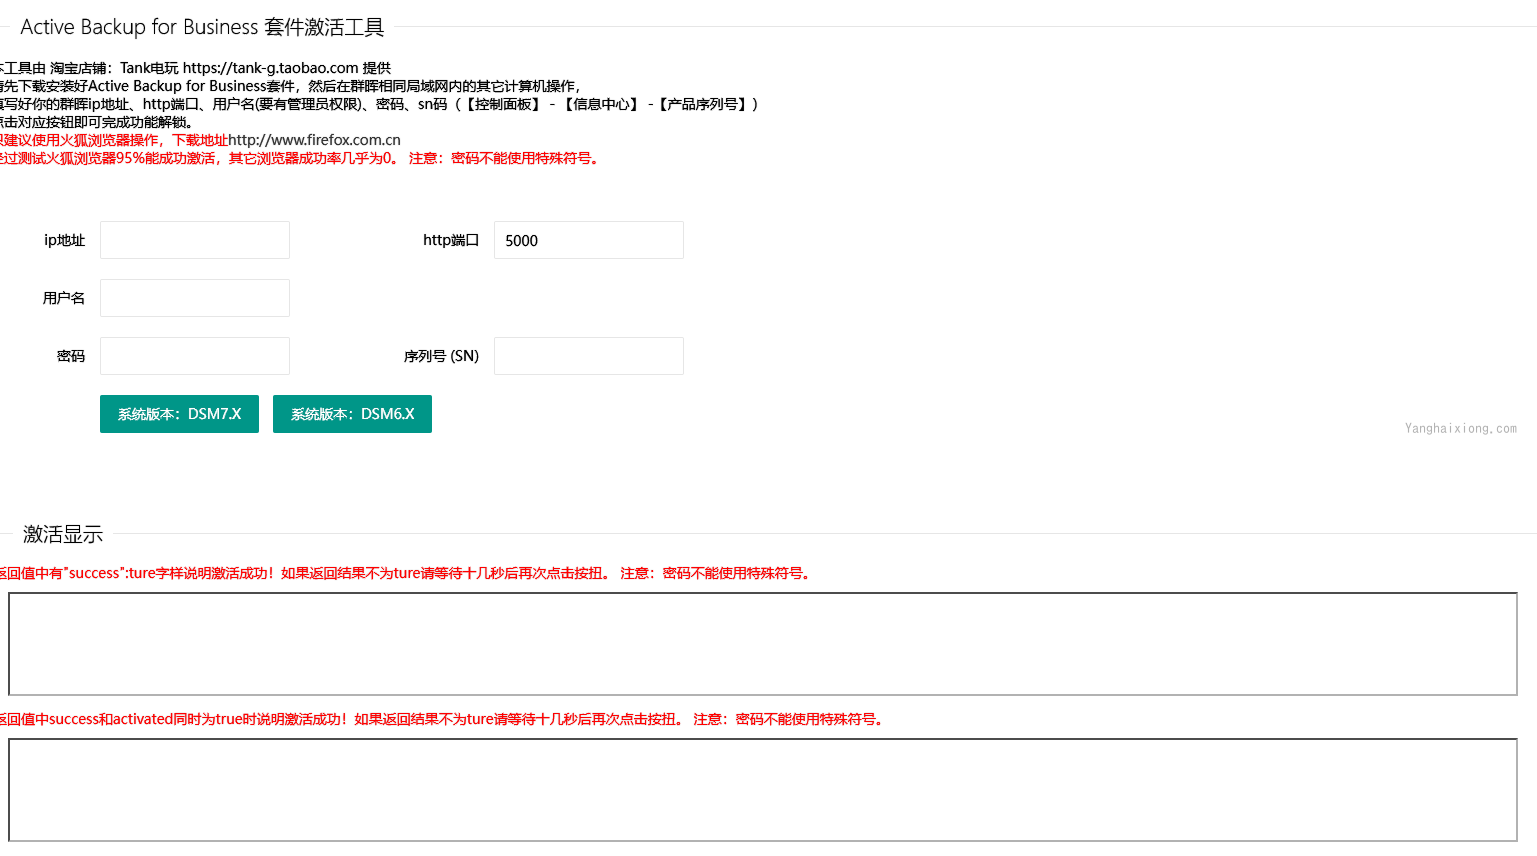 Active Backup for Business 套件激活工具
本工具由 淘宝店铺：Tank电玩 https://tank-g.taobao.com 提供
请先下载安装好Active Backup for Business套件，然后在群晖相同局域网内的其它计算机操作，
填写好你的群晖ip地址、http端口、用户名(要有管理员权限)、密码、sn码（【控制面板】 - 【信息中心】 -【产品序列号】）
点击对应按钮即可完成功能解锁。
建议使用火狐浏览器操作，下载地址http://www.firefox.com.cn
经过测试火狐浏览器95%能成功激活，其它浏览器成功率几乎为0。 注意：密码不能使用特殊符号。
ip地址
http端口 5000
用户名
密码
序列号 (SN)
系统版本：DSM7.X 系统版本：DSM6.X
Yanghaixiong.com
激活显示
返回值中有"success":ture字样说明激活成功！如果返回结果不为ture请等待十几秒后再次点击按扭。 注意：密码不能使用特殊符号。
返回值中success和activated同时为true时说明激活成功！如果返回结果不为ture请等待十几秒后再次点击按扭。 注意：密码不能使用特殊符号。